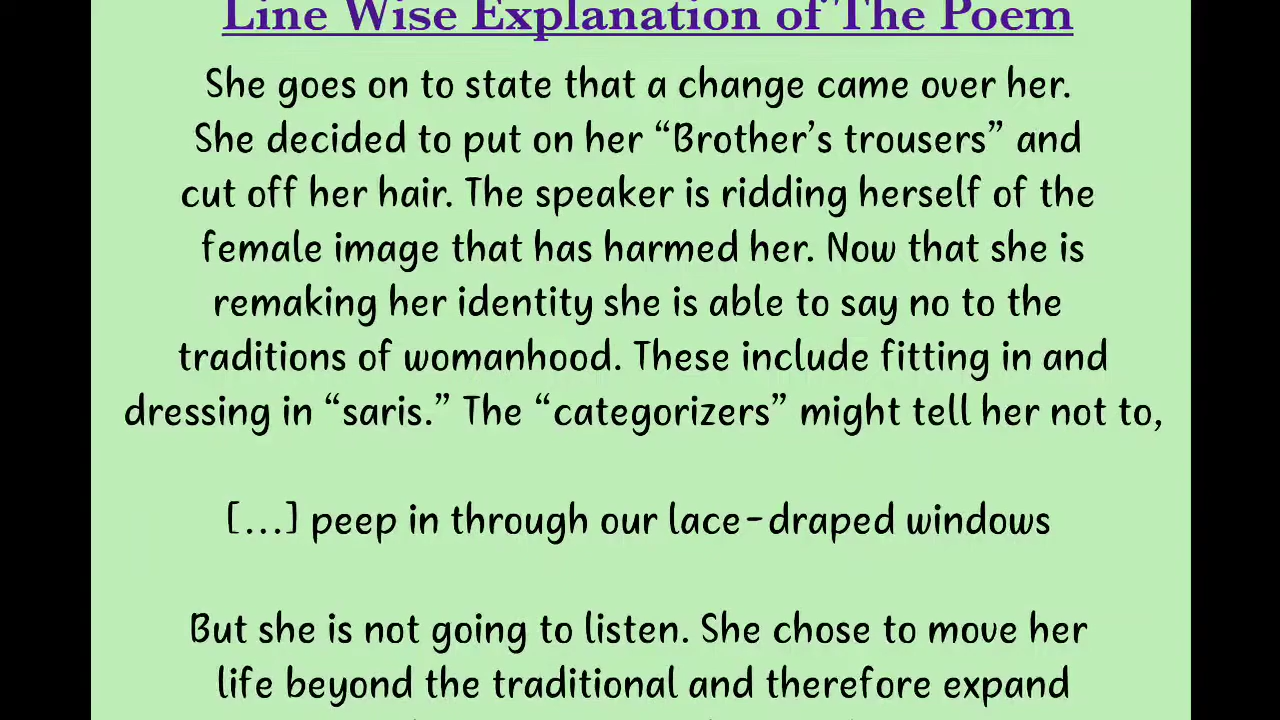 Line Wise Explanation of The Poem
She goes on to state that a change came over her.
She decided to put on her “Brother’s trousers” and
cut off her hair. The speaker is ridding herself of the
female image that has harmed her. Now that she is
remaking her identity she is able to say no to the
traditions of womanhood. These include fitting in and
dressing in “saris.” The “categorizers” might tell her not to,
[...] peep in through our lace-draped windows
But she is not going to listen. She chose to move her
life beyond the traditional and therefore expand